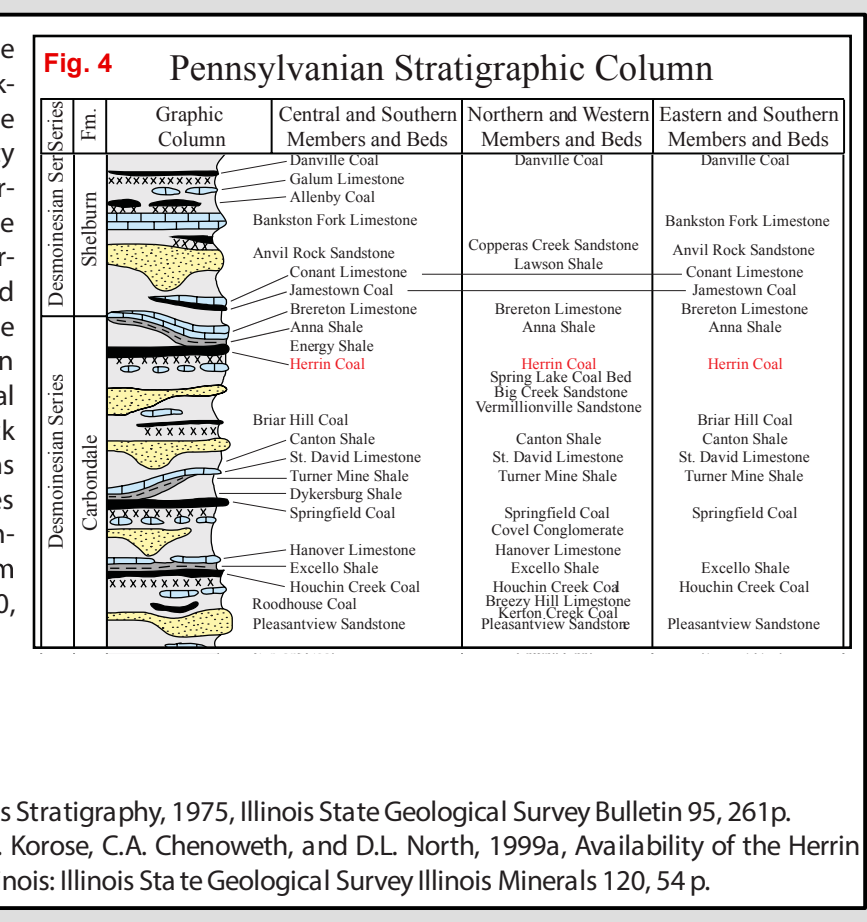 Fig. 4
Pennsylvanian Stratigraphic Column
Series
Fm.
Graphic
Column
Central and Southern
Members and Beds
Northern and Western
Members and Beds
Eastern and Southern
Members and Beds
Desmoinesian Ser
Shelburn
Desmoinesian Series
Carbondale
Danville Coal
Galum Limestone
Allenby Coal
Bankston Fork Limestone
Anvil Rock Sandstone
Conant Limestone
Jamestown Coal
Brereton Limestone
Anna Shale
Energy Shale
Herrin Coal
Briar Hill Coal
Canton Shale
St. David Limestone
Turner Mine Shale
Dykersburg Shale
Springfield Coal
Hanover Limestone
Excello Shale
Houchin Creek Coal
Roodhouse Coal
Pleasantview Sandstone
Danville Coal
Copperas Creek Sandstone
Lawson Shale
Brereton Limestone
Anna Shale
Herrin Coal
Spring Lake Coal Bed
Big Creek Sandstone
Vermillionville Sandstone
Canton Shale
St. David Limestone
Turner Mine Shale
Springfield Coal
Covel Conglomerate
Hanover Limestone
Excello Shale
Houchin Creek Coal
Breezy Hill Limestone
Kerton Creek Coal
Pleasantview Sandstone
Danville Coal
Bankston Fork Limestone
Anvil Rock Sandstone
Conant Limestone
Jamestown Coal
Brereton Limestone
Anna Shale
Herrin Coal
Briar Hill Coal
Canton Shale
St. David Limestone
Turner Mine Shale
Springfield Coal
Excello Shale
Houchin Creek Coal
Pleasantview Sandstone
s Stratigraphy, 1975, Illinois State Geological Survey Bulletin 95, 261p.
. Korose, C.A. Chenoweth, and D.L. North, 1999a, Availability of the Herrin
inois: Illinois State Geological Survey Illinois Minerals 120, 54 p.